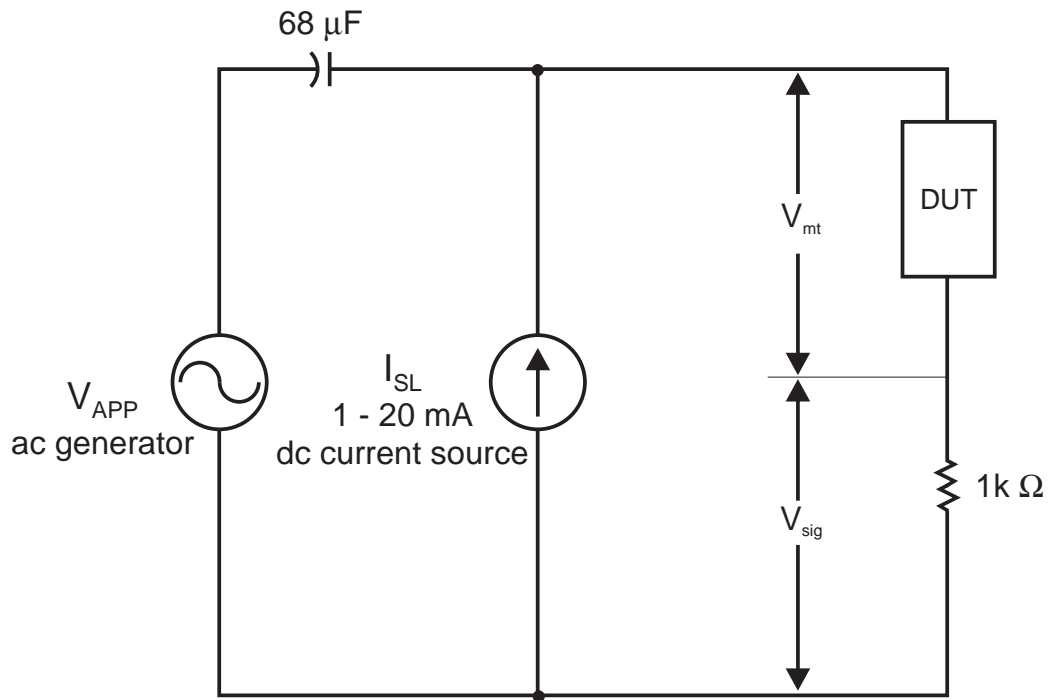 68 μF
DUT
V_mt
V_APP
ac generator
I_SL
1 - 20 mA
dc current source
V_sig
1k Ω